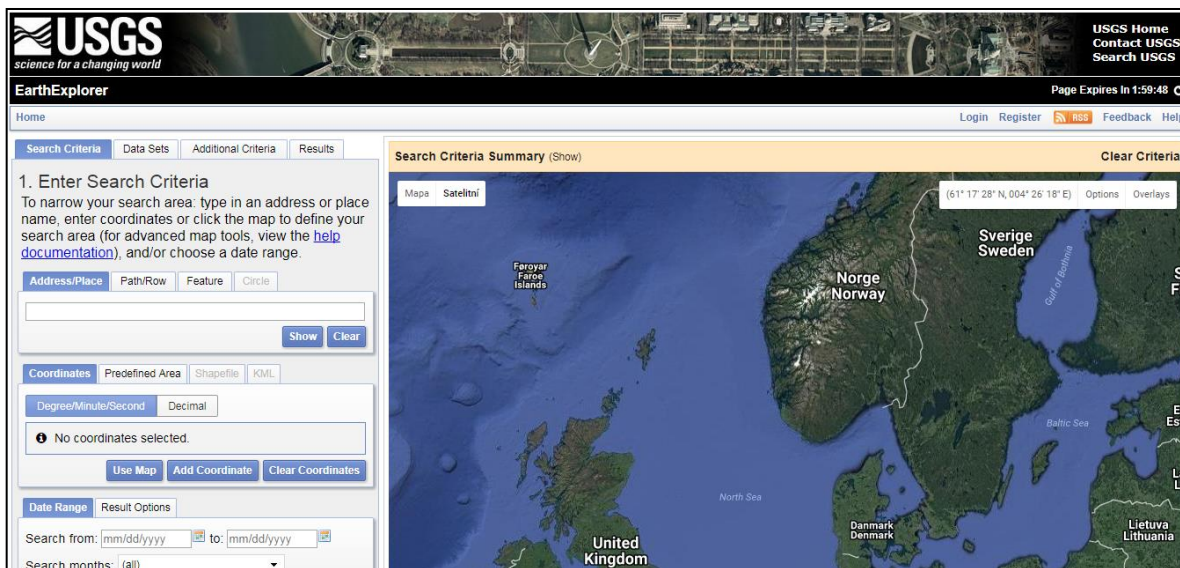 USGS
science for a changing world
USGS Home
Contact USGS
Search USGS
EarthExplorer
Page Expires In 1:59:48
Home
Login Register RSS Feedback Help
Search Criteria Data Sets Additional Criteria Results
1. Enter Search Criteria
To narrow your search area: type in an address or place
name, enter coordinates or click the map to define your
search area (for advanced map tools, view the help
documentation), and/or choose a date range.
Address/Place Path/Row Feature Circle
Show Clear
Coordinates Predefined Area Shapefile KML
Degree/Minute/Second Decimal
No coordinates selected.
Use Map Add Coordinate Clear Coordinates
Date Range Result Options
Search from: mm/dd/yyyy to: mm/dd/yyyy
Search months: (all)
Search Criteria Summary (Show)
Clear Criteria
Mapa Satelitní
(61° 17' 28" N, 004° 26' 18" E) Options Overlays
Føroyar
Faroe
Islands
Norge
Norway
Sverige
Sweden
Gulf of Bothnia
Baltic Sea
North Sea
Danmark
Denmark
United
Kingdom
Lietuva
Lithuania